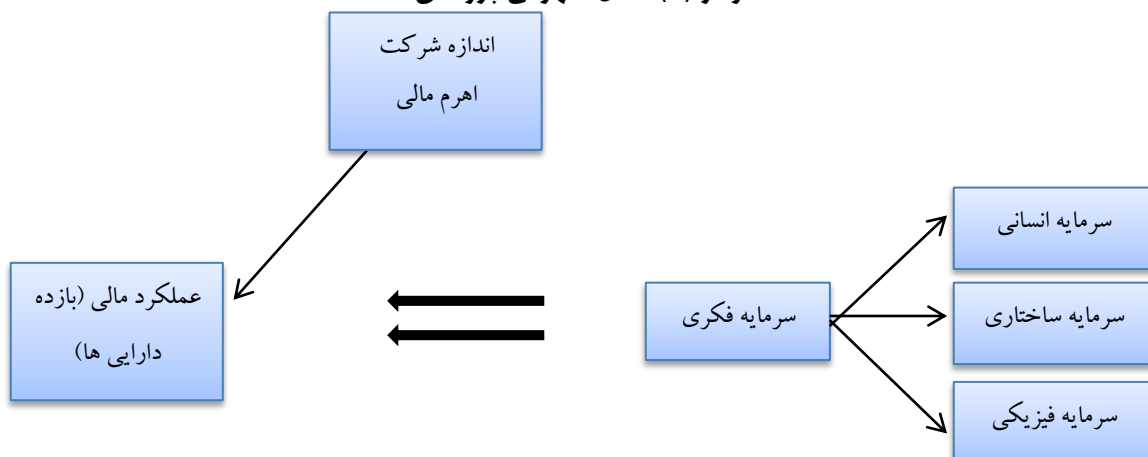 اندازه شرکت
اهرم مالی
سرمایه انسانی
سرمایه فکری
سرمایه ساختاری
سرمایه فیزیکی
عملکرد مالی (بازده
دارایی ها)